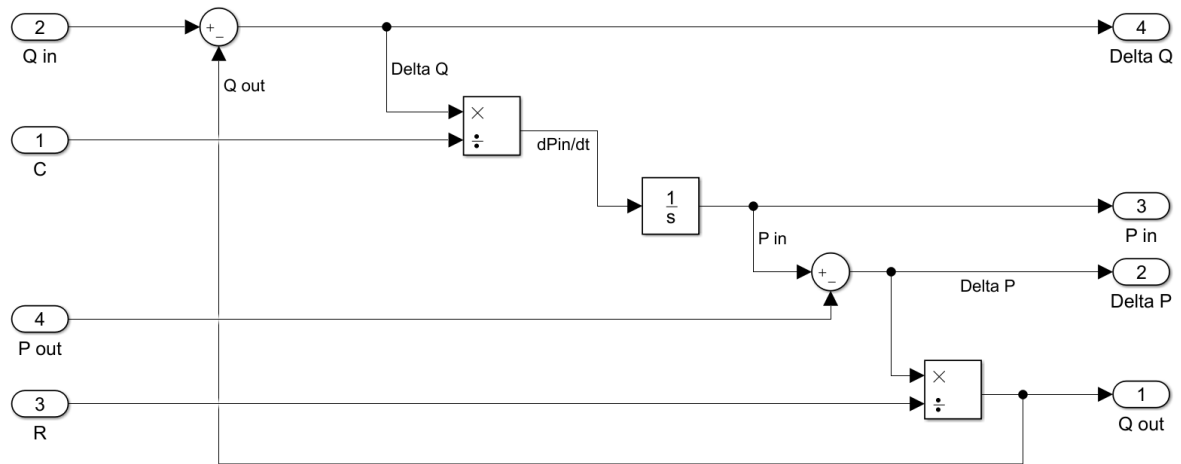 2
Q in
+
−
4
Delta Q
Delta Q
Q out
×
÷
1
C
dPin/dt
1
s
3
P in
P in
+
−
2
Delta P
Delta P
4
P out
×
÷
1
Q out
3
R